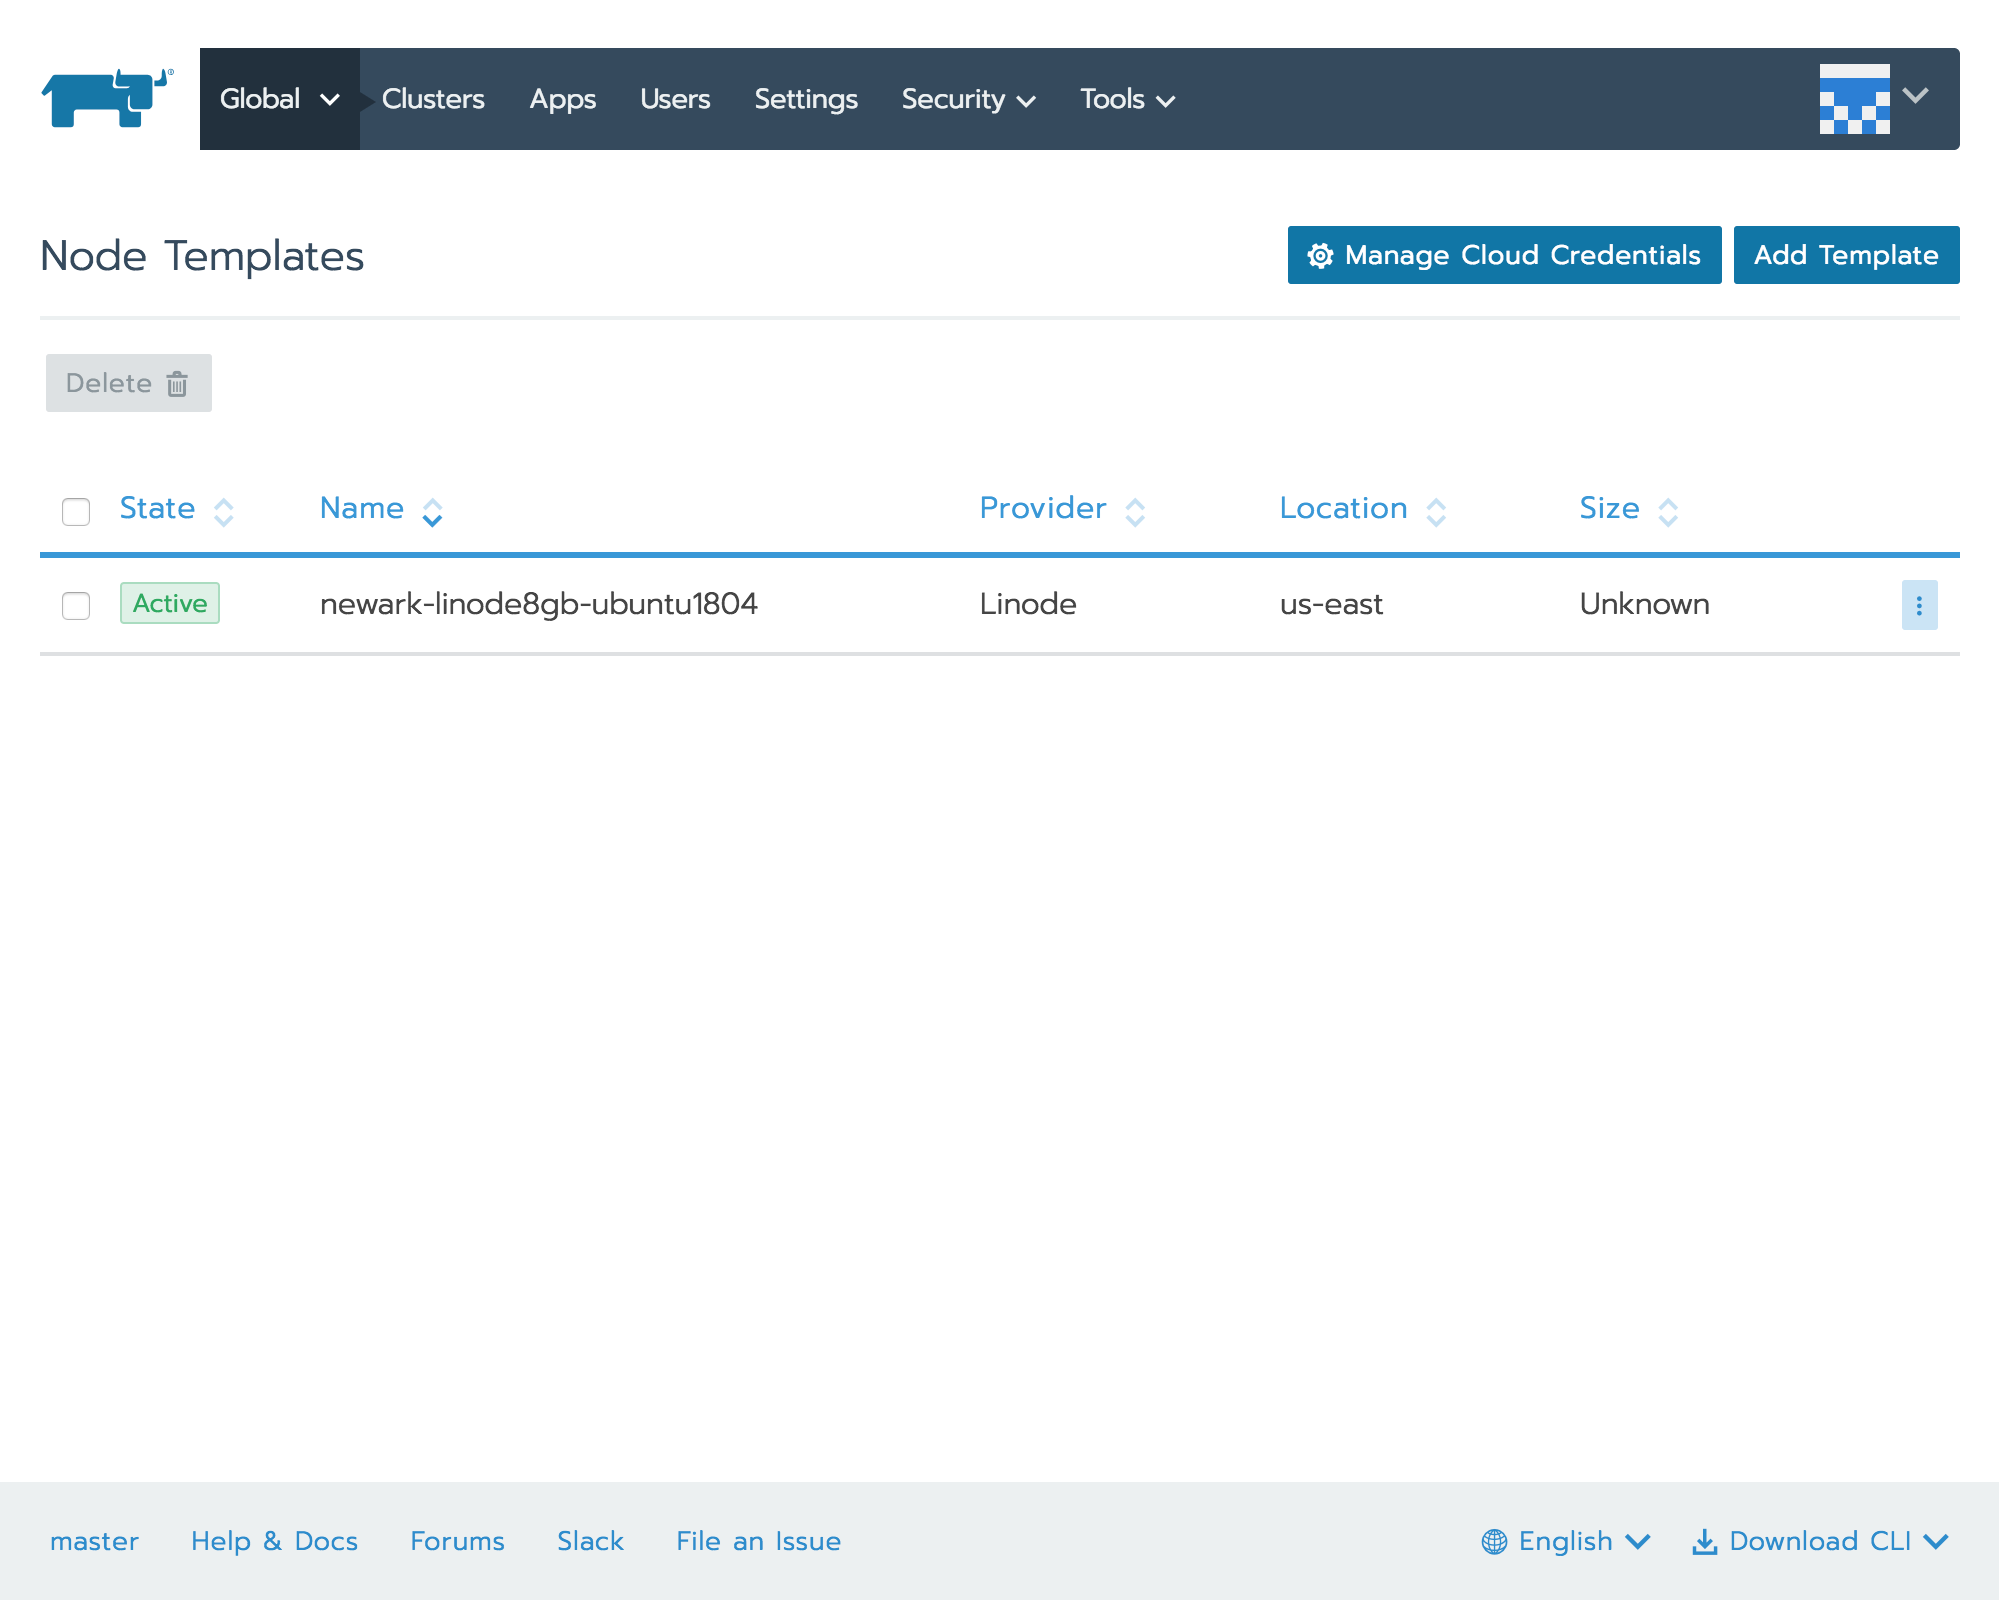 Global Clusters Apps Users Settings Security Tools
Node Templates Manage Cloud Credentials Add Template
Delete
State Name Provider Location Size
Active newark-linode8gb-ubuntu1804 Linode us-east Unknown
master Help & Docs Forums Slack File an Issue English Download CLI